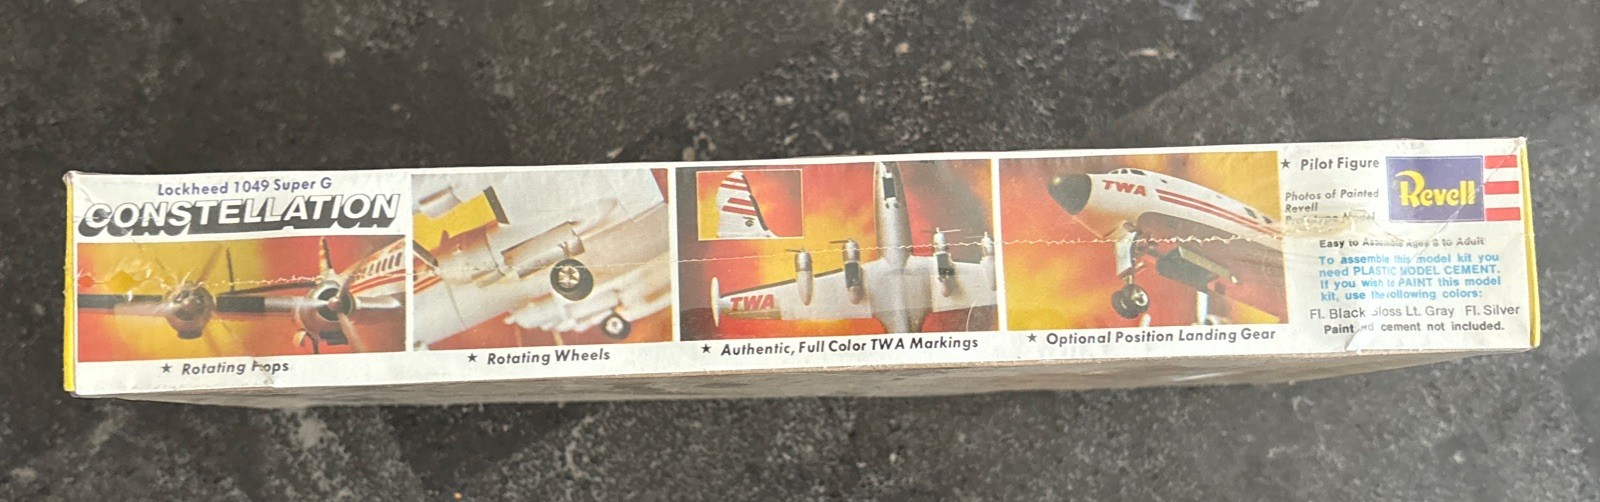 Lockheed 1049 Super G
CONSTELLATION
★ Rotating
★ Rotating Wheels
TWA
★ Authentic, Full Color TWA Markings
TWA
★ Optional Position Landing Gear
★ Pilot Figure
Photos of Painted
Revell
Model
Revell
Easy to Assemble Ages 8 to Adult
To assemble this model kit you
need PLASTIC MODEL CEMENT.
If you wish to PAINT this model
kit, use the following colors:
Fl. Black Gloss Lt. Gray Fl. Silver
Paint and cement not included.